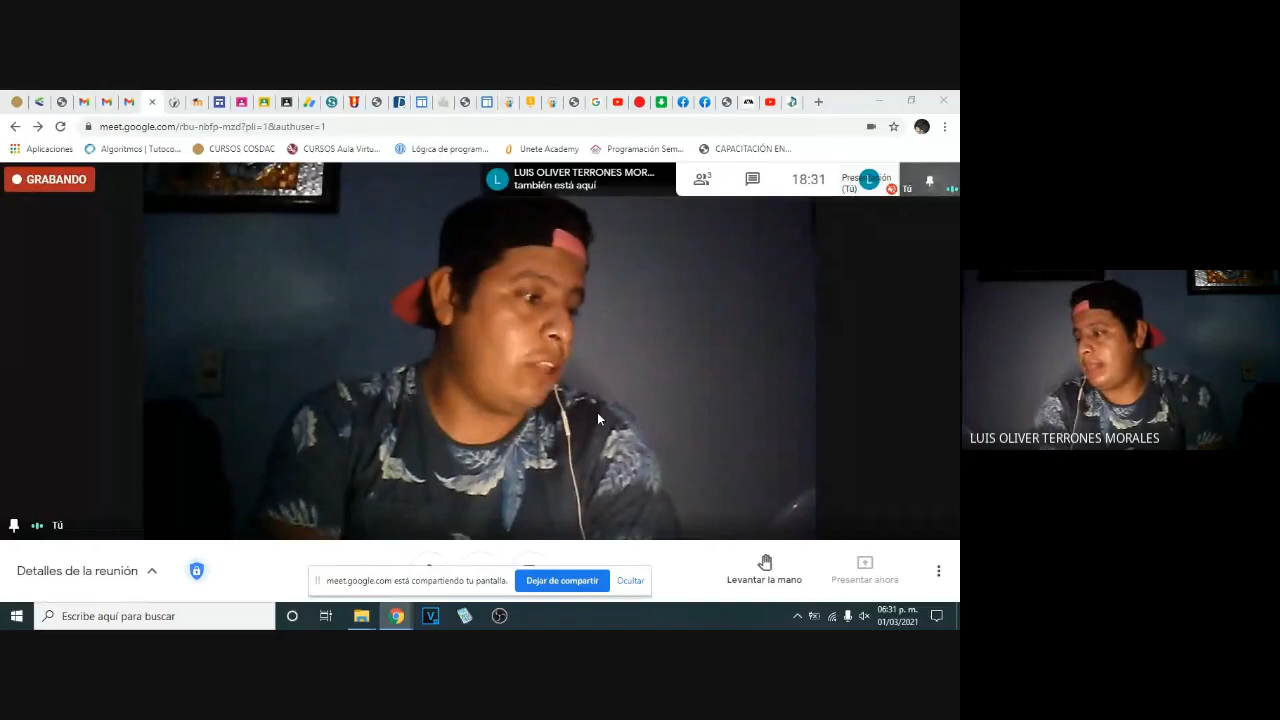 meet.google.com/rbu-nbfp-mzd?pli=1&authuser=1
Aplicaciones
Algoritmos | Tutoco...
CURSOS COSDAC
CURSOS Aula Virtu...
Lógica de program...
Unete Academy
Programación Sem...
CAPACITACIÓN EN...
GRABANDO
L
LUIS OLIVER TERRONES MOR...
también está aquí
3
18:31
(Tú)
L
Tú
Tú
LUIS OLIVER TERRONES MORALES
Detalles de la reunión
meet.google.com está compartiendo tu pantalla.
Dejar de compartir
Ocultar
Levantar la mano
Presentar ahora
Escribe aquí para buscar
06:31 p. m.
01/03/2021